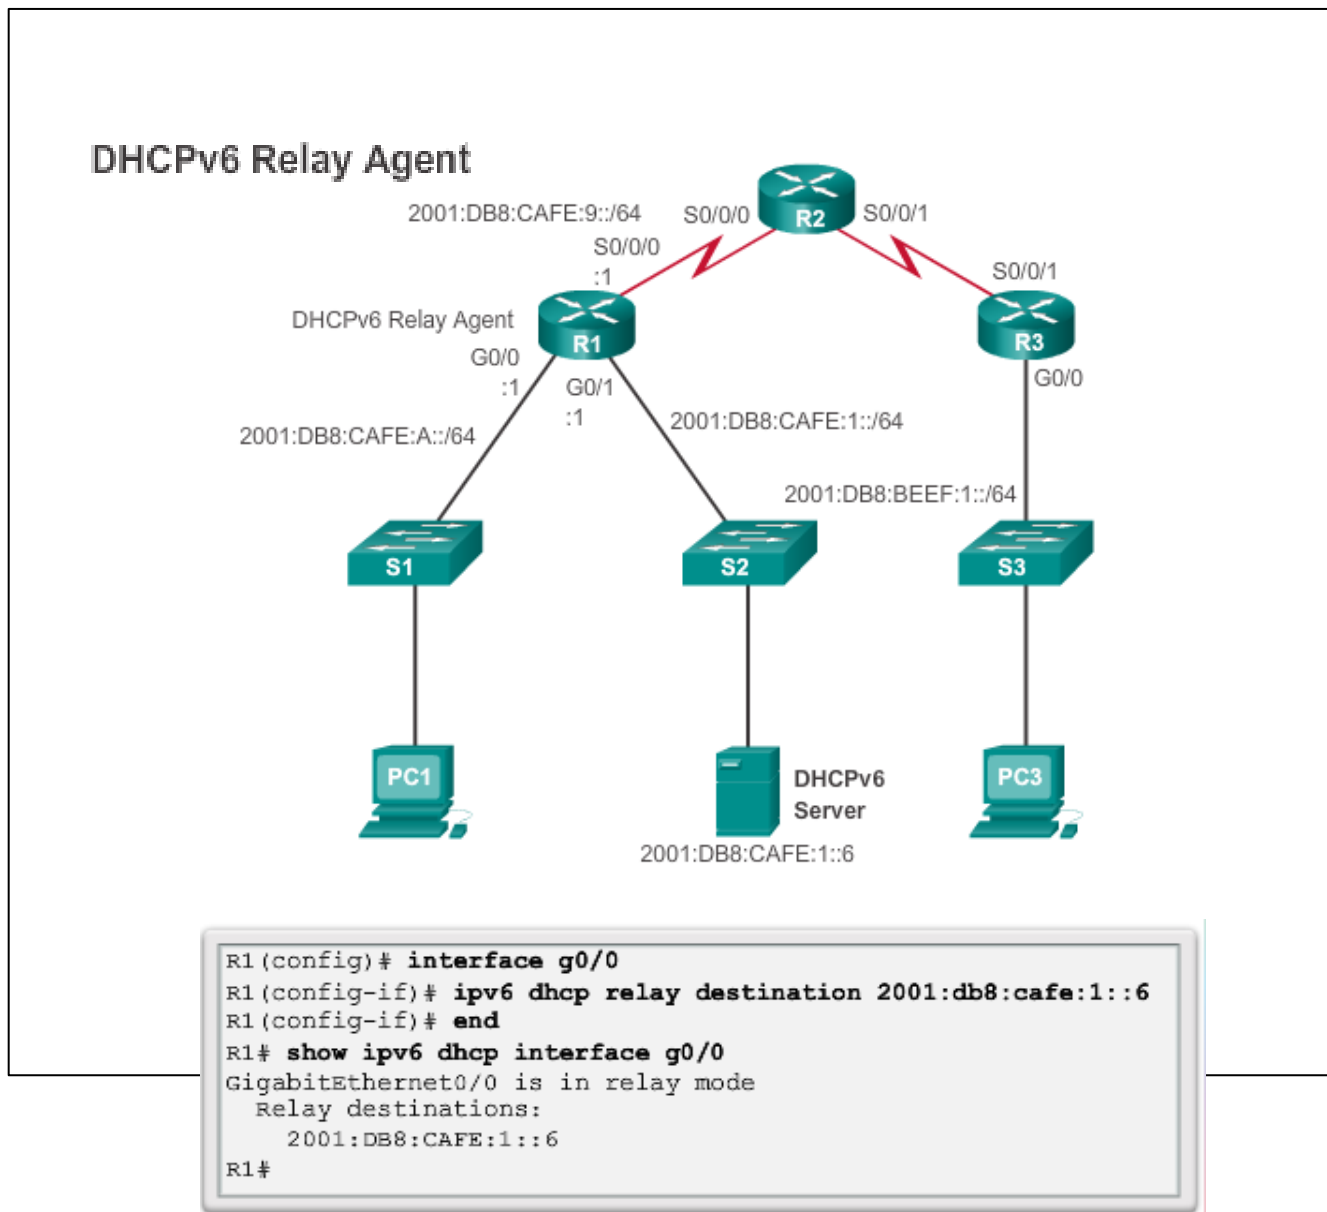 DHCPv6 Relay Agent
2001:DB8:CAFE:9::/64
S0/0/0
R2
S0/0/1
S0/0/0
:1
S0/0/1
DHCPv6 Relay Agent
R1
R3
G0/0
:1
G0/1
:1
G0/0
2001:DB8:CAFE:A::/64
2001:DB8:CAFE:1::/64
2001:DB8:BEEF:1::/64
S1
S2
S3
PC1
DHCPv6
Server
PC3
2001:DB8:CAFE:1::6
R1(config)# interface g0/0
R1(config-if)# ipv6 dhcp relay destination 2001:db8:cafe:1::6
R1(config-if)# end
R1# show ipv6 dhcp interface g0/0
GigabitEthernet0/0 is in relay mode
  Relay destinations:
    2001:DB8:CAFE:1::6
R1#